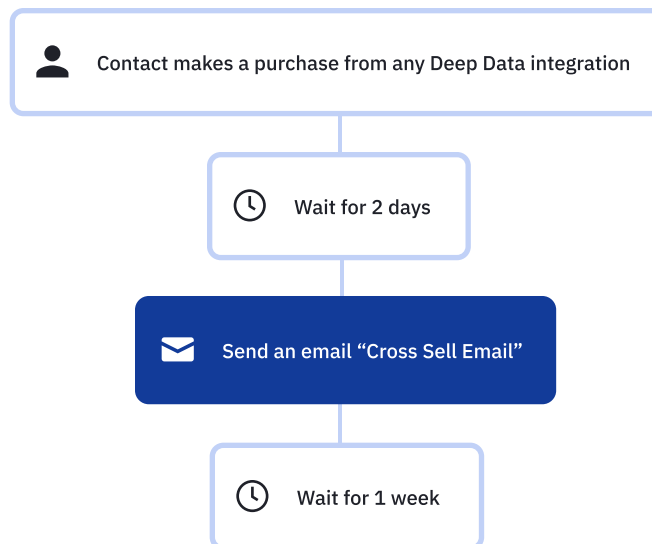 Contact makes a purchase from any Deep Data integration
Wait for 2 days
Send an email “Cross Sell Email”
Wait for 1 week